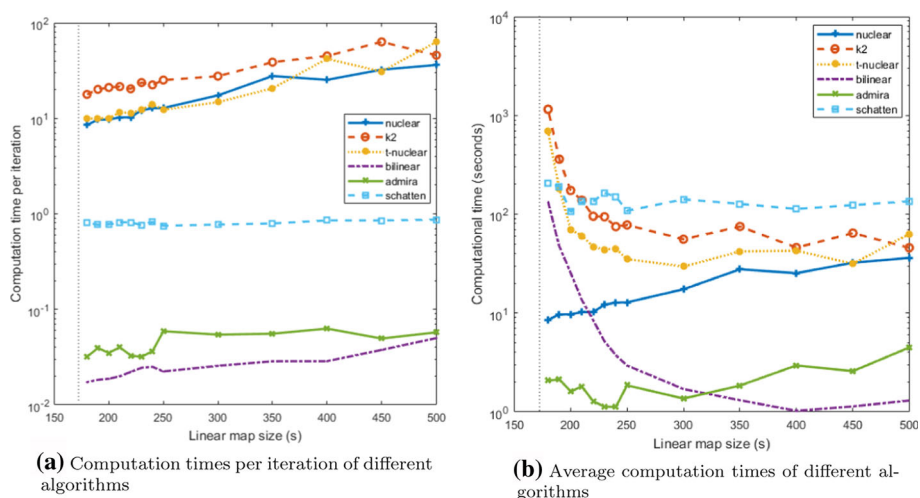 10^2
10^1
10^0
10^-1
10^-2
Computation time per iteration
nuclear
k2
t-nuclear
bilinear
admira
schatten
150 200 250 300 350 400 450 500
Linear map size (s)
(a) Computation times per iteration of different
algorithms
10^4
10^3
10^2
10^1
10^0
Computational time (seconds)
nuclear
k2
t-nuclear
bilinear
admira
schatten
150 200 250 300 350 400 450 500
Linear map size (s)
(b) Average computation times of different al-
gorithms